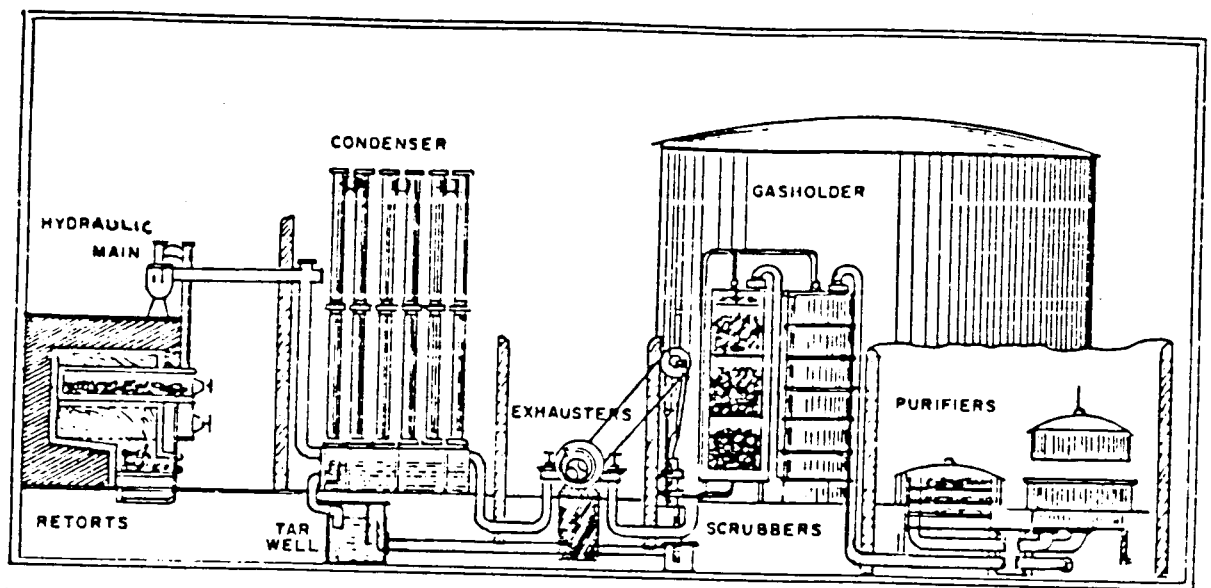 CONDENSER
GASHOLDER
HYDRAULIC
MAIN
EXHAUSTERS
PURIFIERS
RETORTS
TAR
WELL
SCRUBBERS